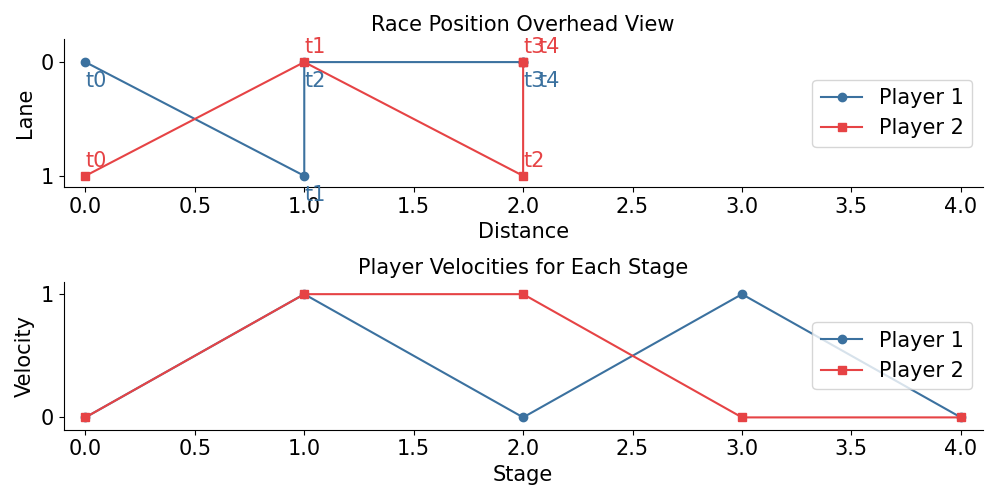 Race Position Overhead View
t1 t3 t4
0
t0 t2 t3 t4
Player 1
Player 2
Lane
t0 t2
1
t1
0.0 0.5 1.0 1.5 2.0 2.5 3.0 3.5 4.0
Distance
Player Velocities for Each Stage
1
Velocity
Player 1
Player 2
0
0.0 0.5 1.0 1.5 2.0 2.5 3.0 3.5 4.0
Stage